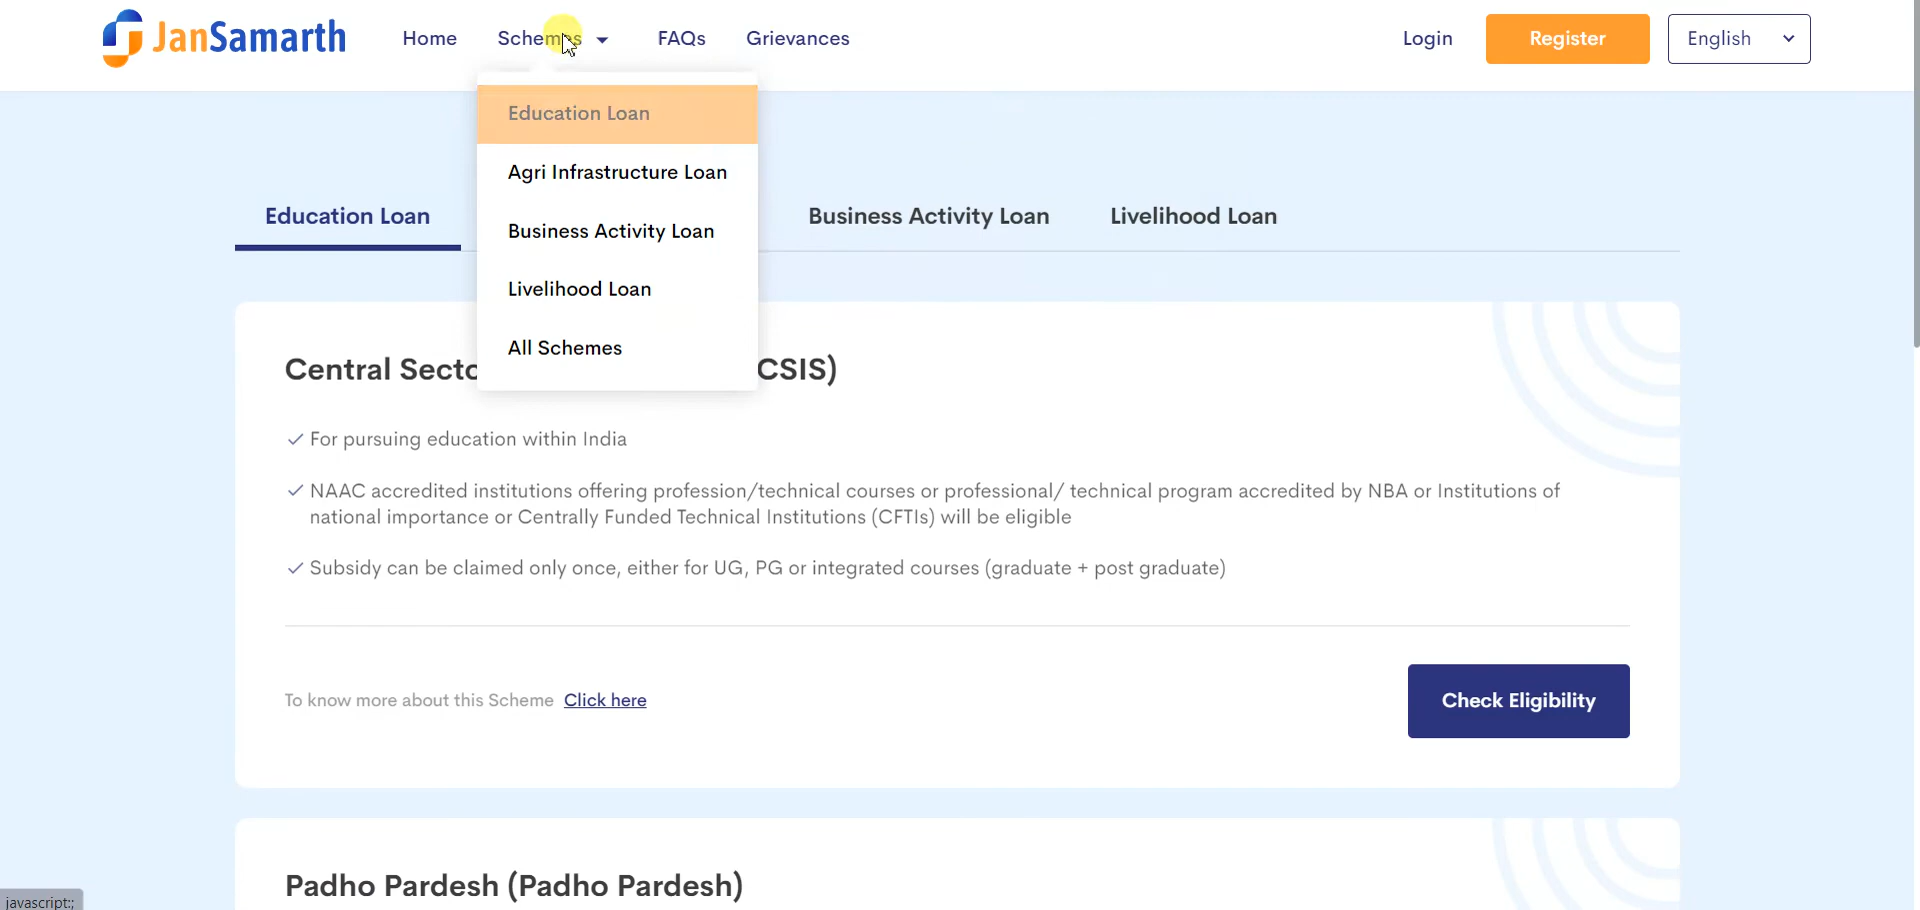 JanSamarth
Home
Schemes
FAQs
Grievances
Login
Register
English
Education Loan
Agri Infrastructure Loan
Business Activity Loan
Livelihood Loan
All Schemes
Education Loan
Business Activity Loan
Livelihood Loan
Central Secto
CSIS)
For pursuing education within India
NAAC accredited institutions offering profession/technical courses or professional/ technical program accredited by NBA or Institutions of
national importance or Centrally Funded Technical Institutions (CFTIs) will be eligible
Subsidy can be claimed only once, either for UG, PG or integrated courses (graduate + post graduate)
To know more about this Scheme Click here
Check Eligibility
Padho Pardesh (Padho Pardesh)
javascript:;